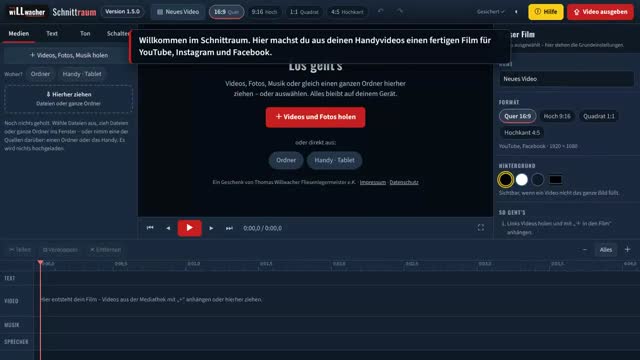 wiLLWacHER Schnittraum Version 1.5.0 Neues Video 16:9 Quer 9:16 Hoch 1:1 Quadrat 4:5 Hochkant Gesichert ✓ Hilfe Video ausgeben
Willkommen im Schnittraum. Hier machst du aus deinen Handyvideos einen fertigen Film für
YouTube, Instagram und Facebook.
Medien Text Ton
+ Videos, Fotos, Musik holen
Woher? Ordner Handy · Tablet
Hierher ziehen
Dateien oder ganze Ordner
Noch nichts geholt. Wähle Dateien aus, zieh Dateien
oder ganze Ordner ins Fenster – oder nimm eine der
Quellen darüber: einen Ordner oder das Handy. Es
wird nichts hochgeladen.
Los geht's
Videos, Fotos, Musik oder gleich einen ganzen Ordner hierher
ziehen – oder auswählen. Alles bleibt auf deinem Gerät.
+ Videos und Fotos holen
oder direkt aus:
Ordner Handy · Tablet
Ein Geschenk von Thomas Willwacher Fliesenlegermeister e.K. · Impressum · Datenschutz
0:00,0 / 0:00,0
ausgewählt – hier stehen die Grundeinstellungen.
Neues Video
FORMAT
Quer 16:9 Hoch 9:16 Quadrat 1:1
Hochkant 4:5
YouTube, Facebook · 1920 × 1080
HINTERGRUND
Sichtbar, wenn ein Video nicht das ganze Bild füllt.
SO GEHT'S
1. Links Videos holen und mit „+ in den Film"
anhängen.
Teilen Verdoppeln Entfernen
− Alles +
TEXT
VIDEO
Hier entsteht dein Film – Videos aus der Mediathek mit „+" anhängen oder hierher ziehen.
MUSIK
SPRECHER